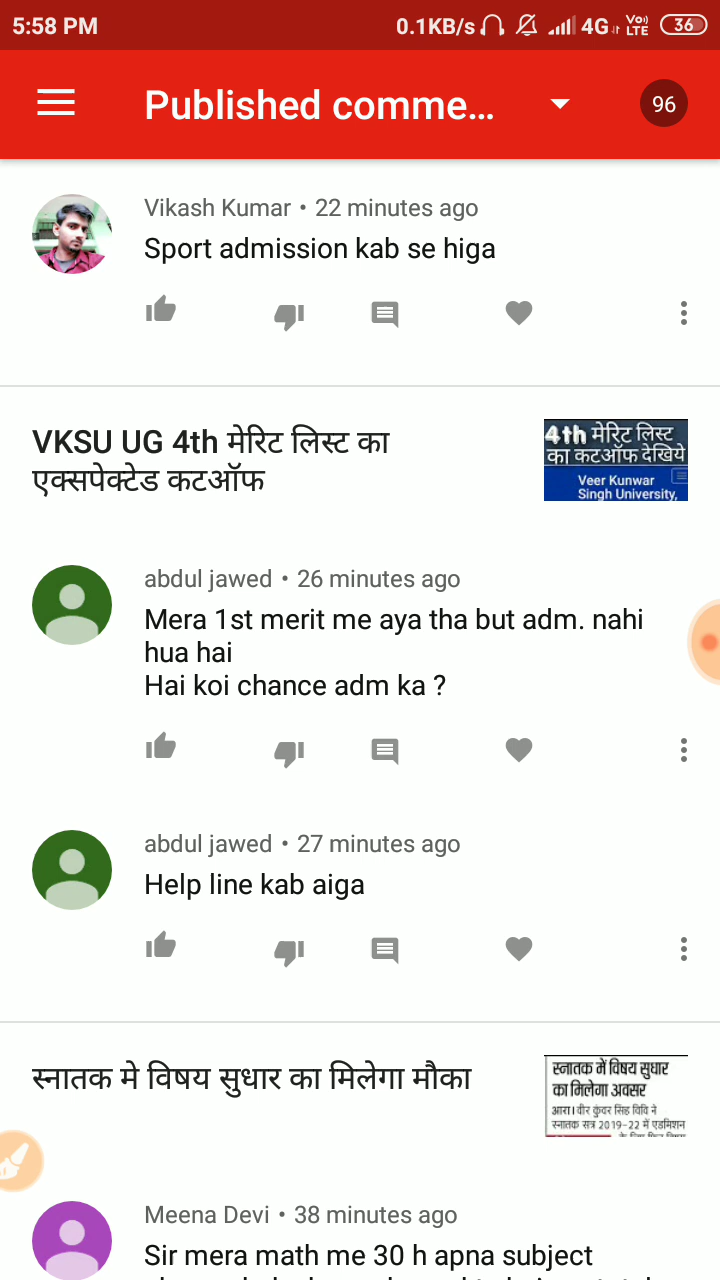 5:58 PM
0.1KB/s 4G Vo) LTE 36
Published comme...
96
Vikash Kumar • 22 minutes ago
Sport admission kab se higa
VKSU UG 4th मेरिट लिस्ट का
एक्सपेक्टेड कटऑफ
4th मेरिट लिस्ट
का कटऑफ देखिये
Veer Kunwar
Singh University,
abdul jawed • 26 minutes ago
Mera 1st merit me aya tha but adm. nahi
hua hai
Hai koi chance adm ka ?
abdul jawed • 27 minutes ago
Help line kab aiga
स्नातक मे विषय सुधार का मिलेगा मौका
स्नातक में विषय सुधार
का मिलेगा अवसर
आरा। वीर कुंवर सिंह विवि ने
स्नातक सत्र 2019-22 में एडमिशन
Meena Devi • 38 minutes ago
Sir mera math me 30 h apna subject